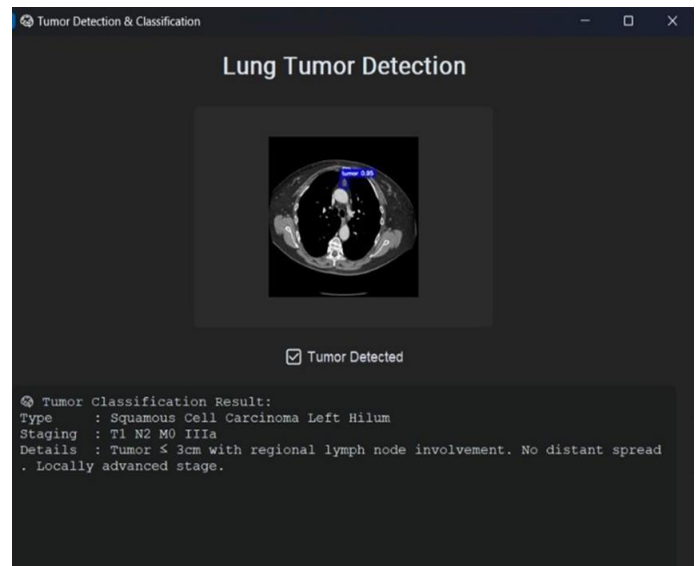 Tumor Detection & Classification
Lung Tumor Detection
tumor 0.95
Tumor Detected
Tumor Classification Result:
Type : Squamous Cell Carcinoma Left Hilum
Staging : T1 N2 M0 IIIa
Details : Tumor ≤ 3cm with regional lymph node involvement. No distant spread
. Locally advanced stage.